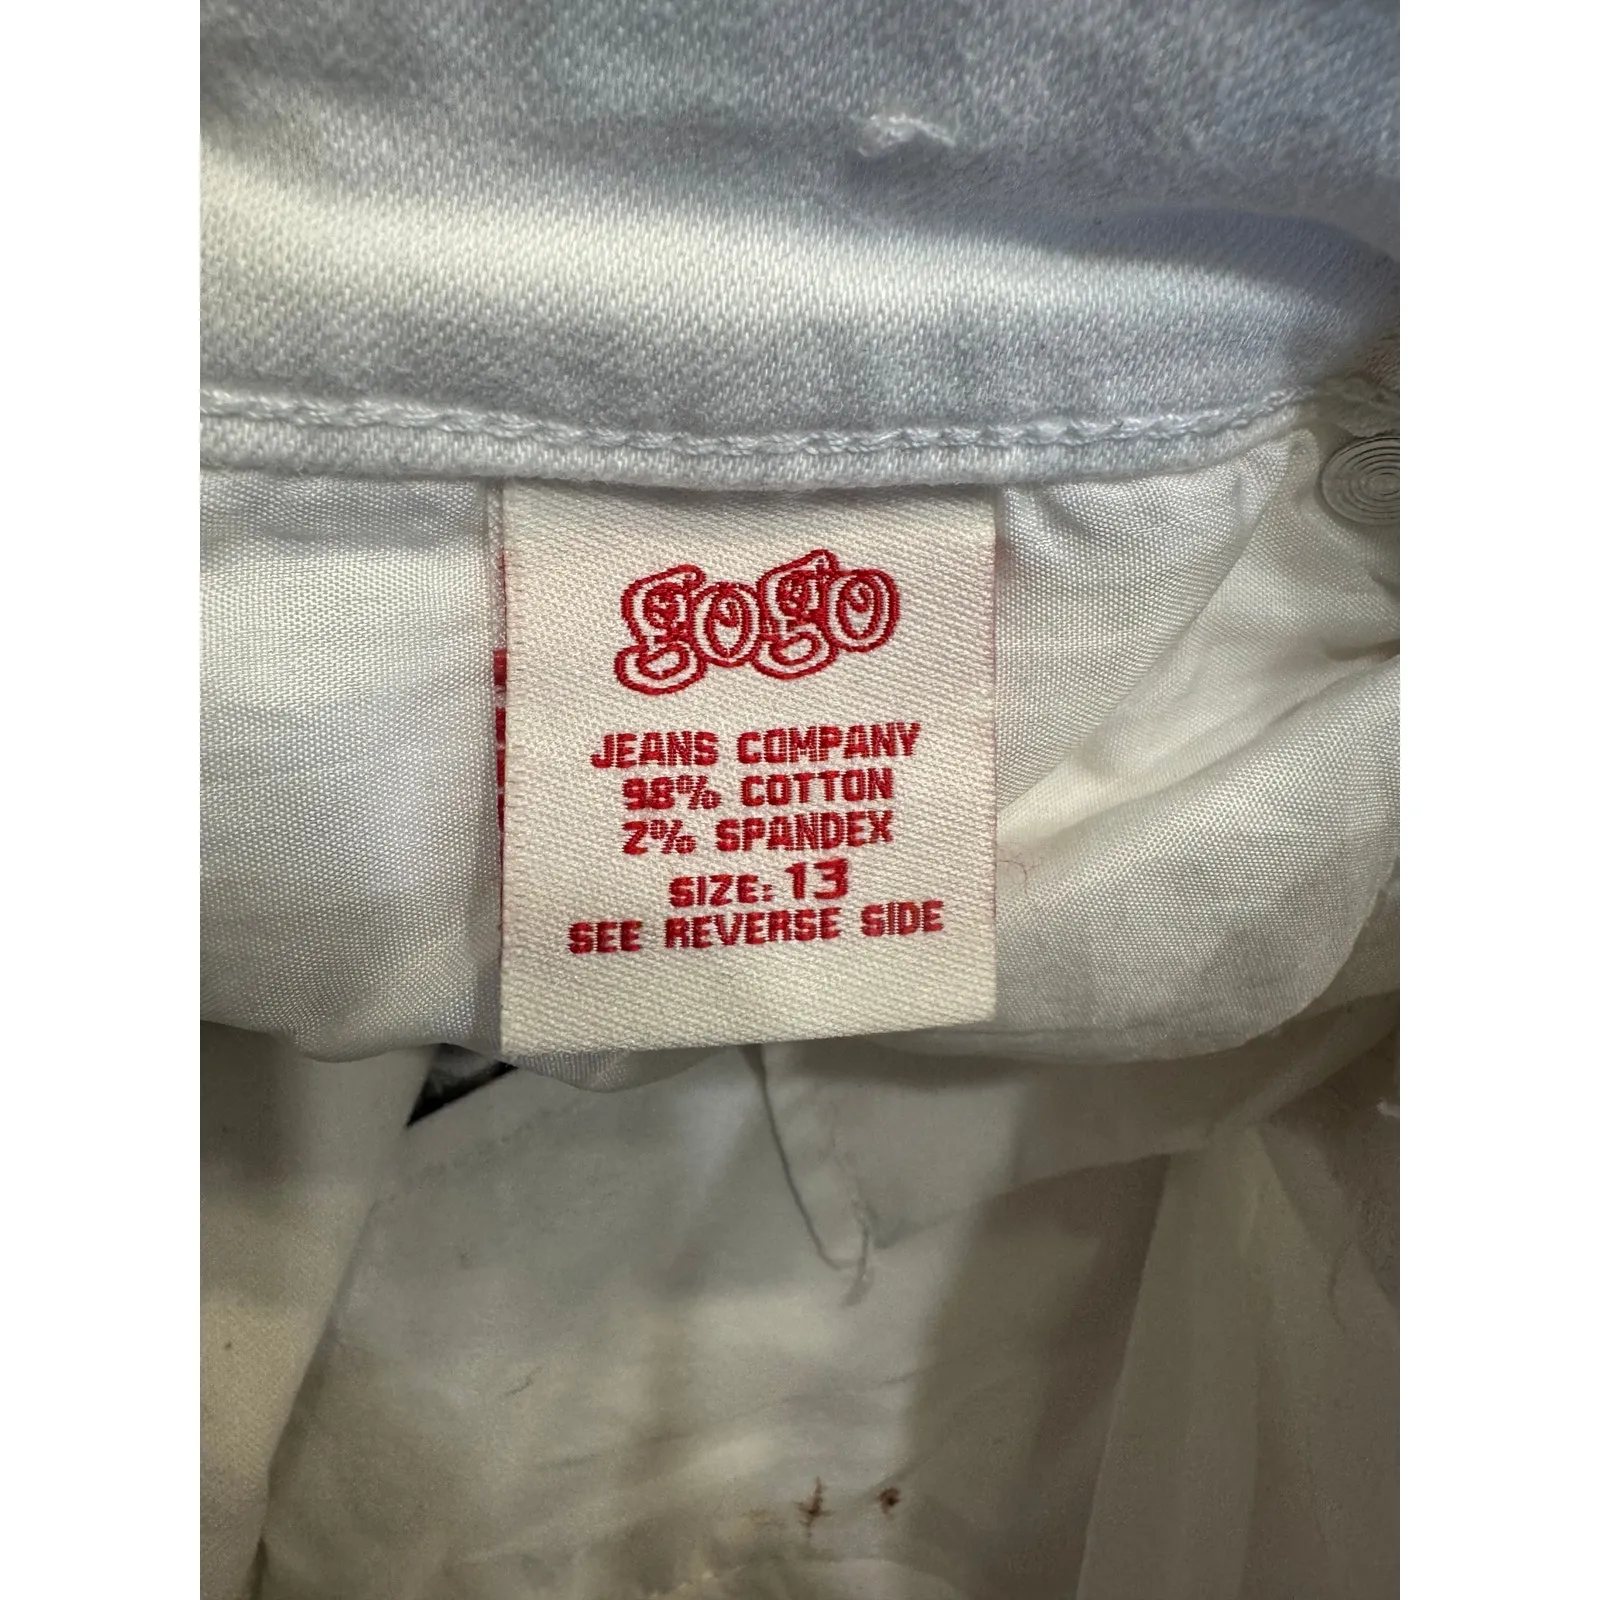 gogo
JEANS COMPANY
98% COTTON
2% SPANDEX
SIZE: 13
SEE REVERSE SIDE